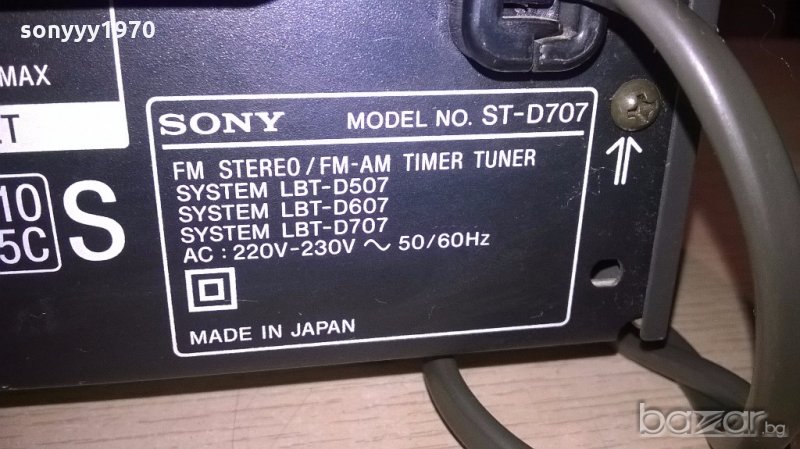 sonyyy1970
MAX
LT
10
5C
S
SONY MODEL NO. ST-D707
FM STEREO/FM-AM TIMER TUNER
SYSTEM LBT-D507
SYSTEM LBT-D607
SYSTEM LBT-D707
AC : 220V-230V ~ 50/60Hz
MADE IN JAPAN
bazar.bg